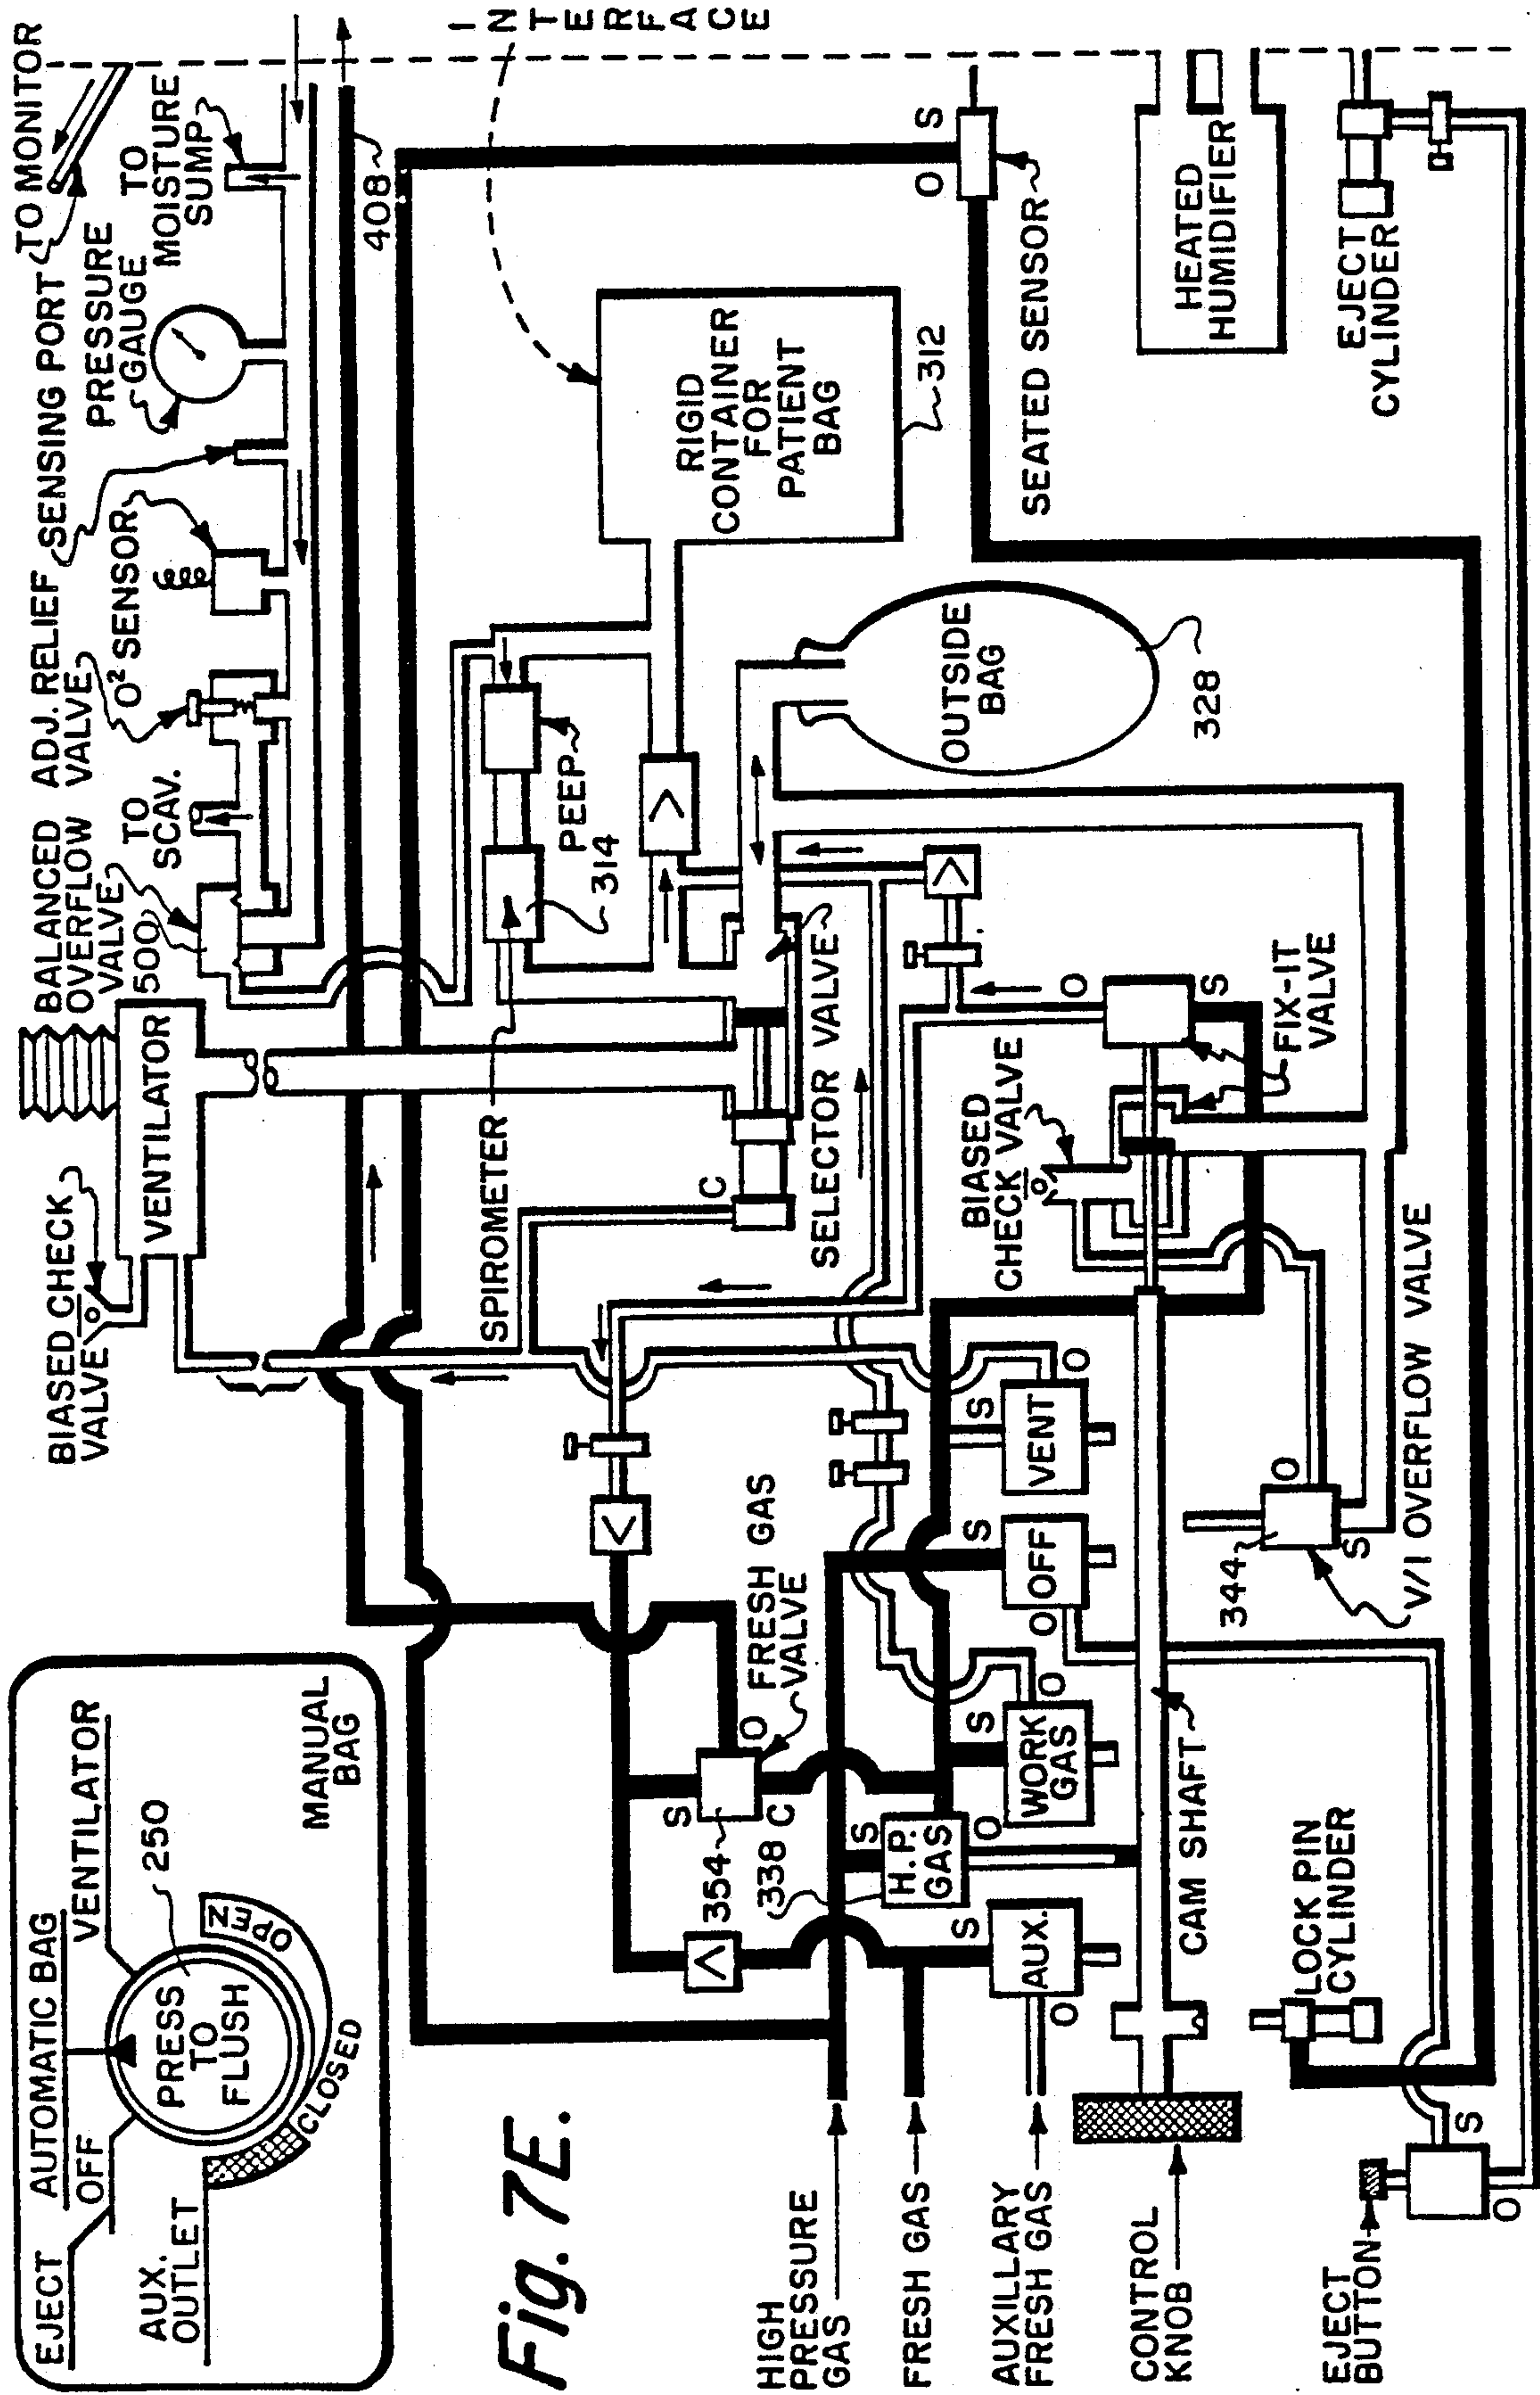 EJECT
OFF
AUTOMATIC BAG
VENTILATOR
AUX.
OUTLET
PRESS
TO
FLUSH
250
OPEN
CLOSED
MANUAL
BAG
Fig. 7E.
BIASED CHECK
VALVE
VENTILATOR
BALANCED
OVERFLOW
VALVE
500
TO
SCAV.
ADJ. RELIEF
VALVE
O² SENSOR
SENSING PORT
PRESSURE
GAUGE
TO MONITOR
TO
MOISTURE
SUMP
408
INTERFACE
SPIROMETER
PEEP
314
RIGID
CONTAINER
FOR
PATIENT
BAG
312
OUTSIDE
BAG
328
O
S
SEATED SENSOR
HEATED
HUMIDIFIER
EJECT
CYLINDER
C
SELECTOR VALVE
BIASED
CHECK VALVE
O
S
FIX-IT
VALVE
FRESH GAS
VALVE
S
O
C
354
338
S
H.P.
GAS
O
S
WORK
GAS
O
S
OFF
O
S
VENT
O
S
AUX.
O
344
O
S
V/I OVERFLOW VALVE
CAM SHAFT
LOCK PIN
CYLINDER
HIGH
PRESSURE
GAS
FRESH GAS
AUXILLARY
FRESH GAS
CONTROL
KNOB
EJECT
BUTTON
S
O